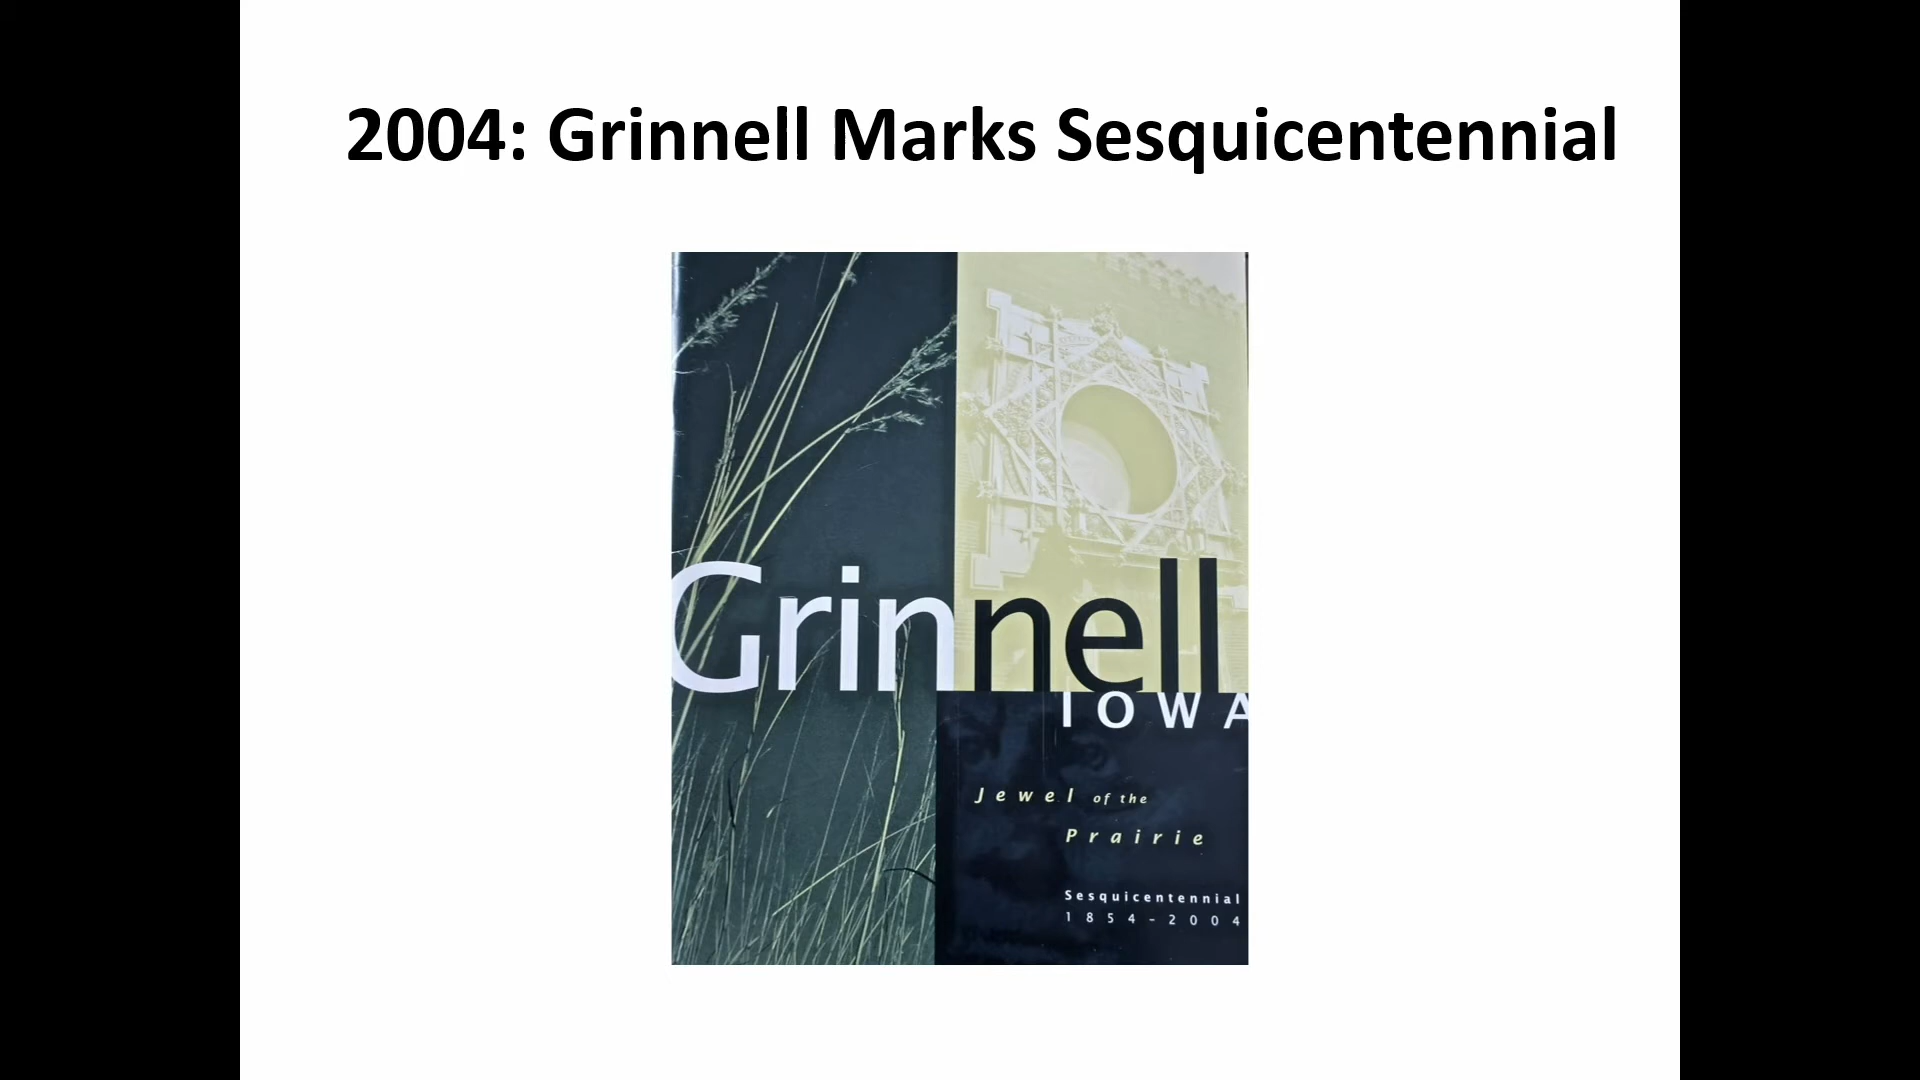 2004: Grinnell Marks Sesquicentennial
Grinnell
IOWA
Jewel of the
Prairie
Sesquicentennial
1854-2004